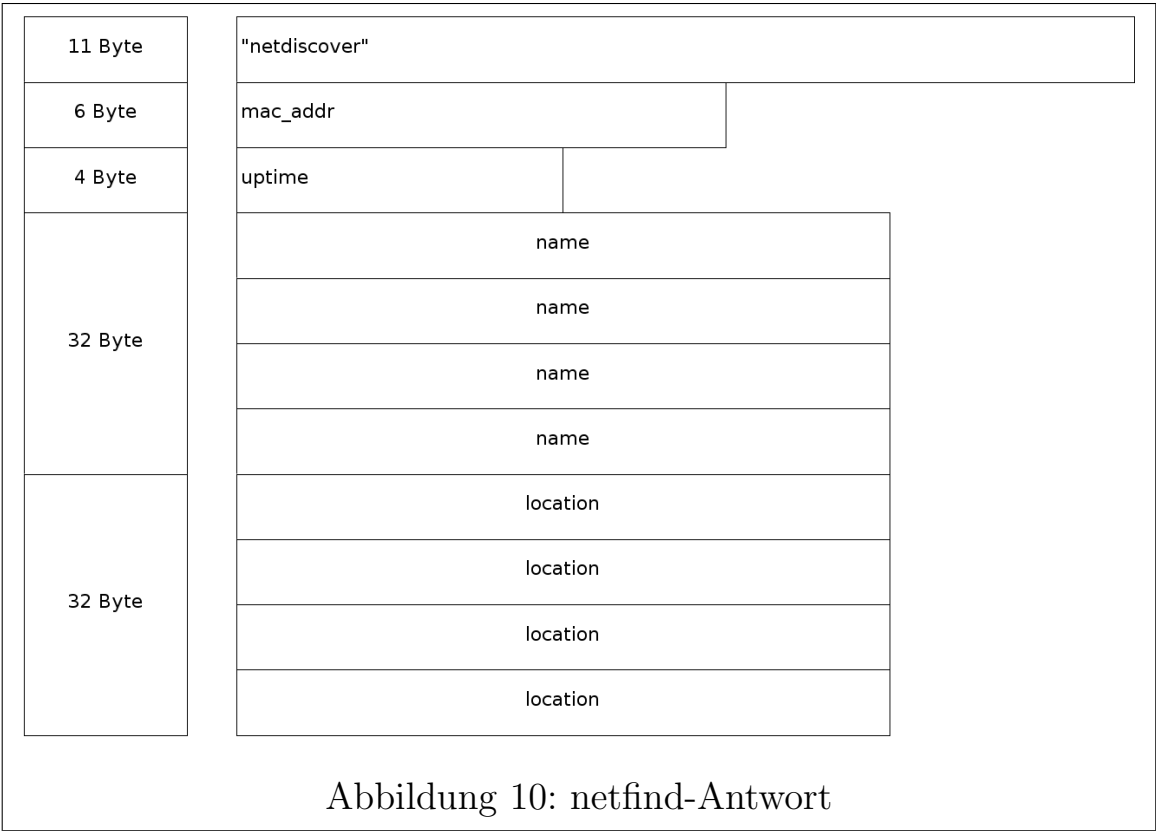 11 Byte "netdiscover"
6 Byte mac_addr
4 Byte uptime
32 Byte
name
name
name
name
32 Byte
location
location
location
location
Abbildung 10: netfind-Antwort